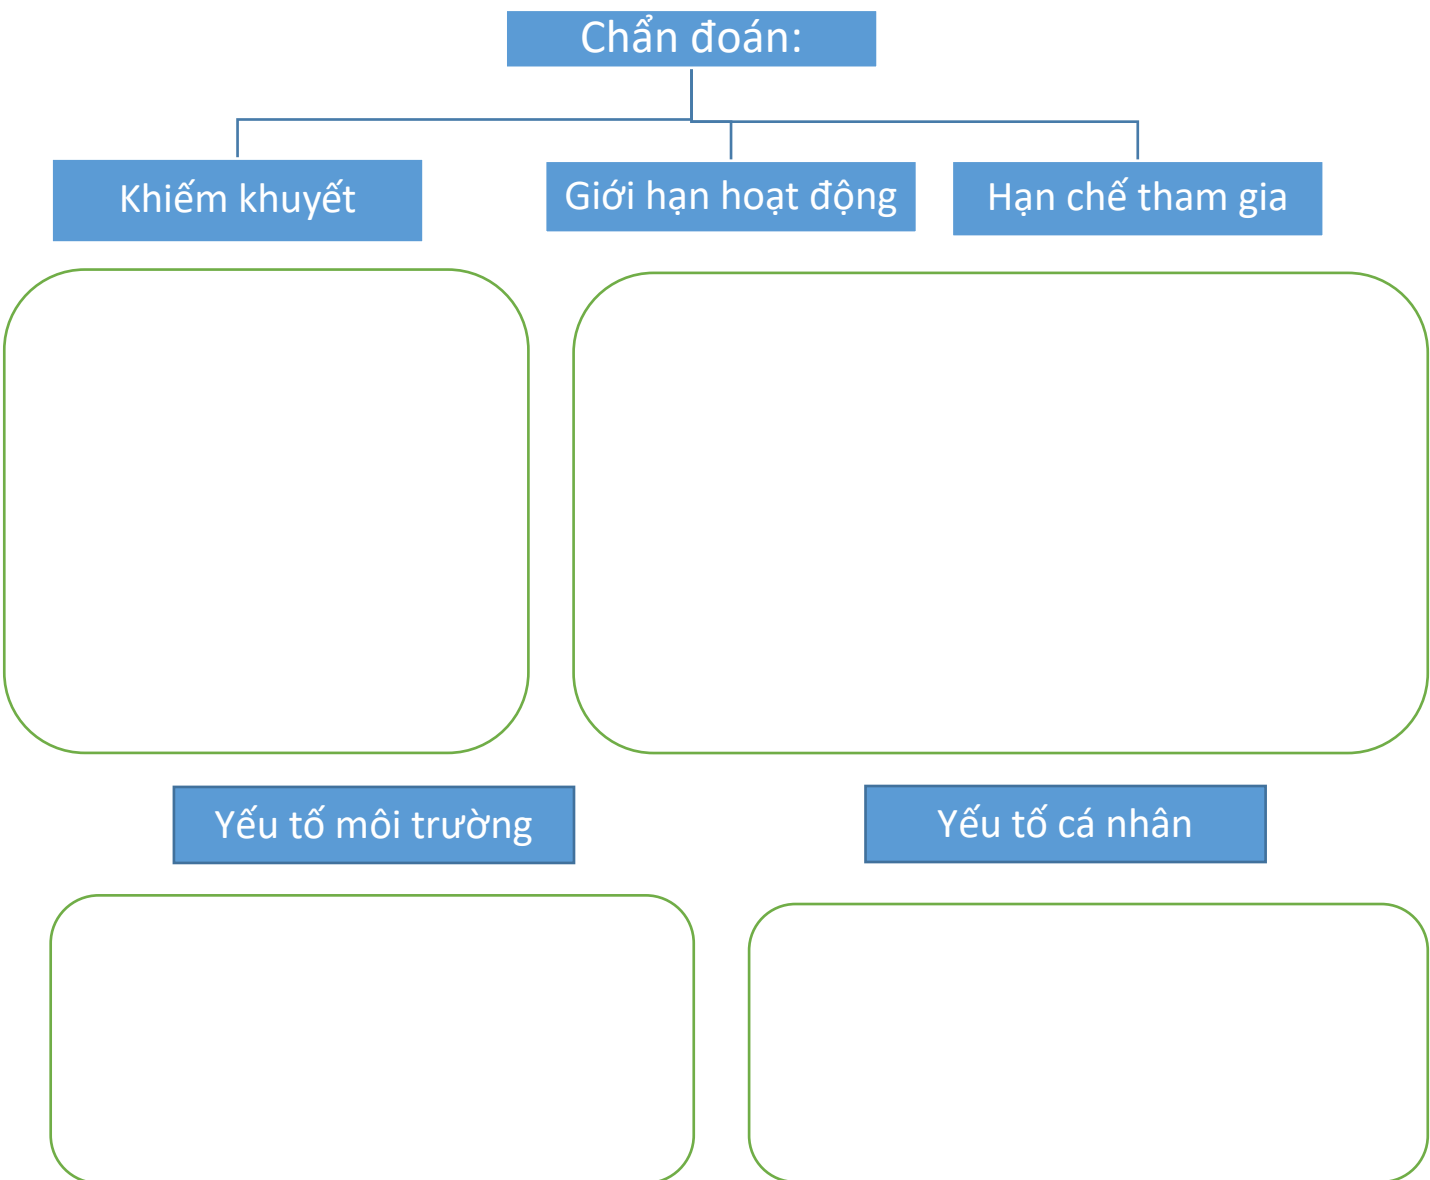 Chẩn đoán:
Khiếm khuyết
Giới hạn hoạt động
Hạn chế tham gia
Yếu tố môi trường
Yếu tố cá nhân